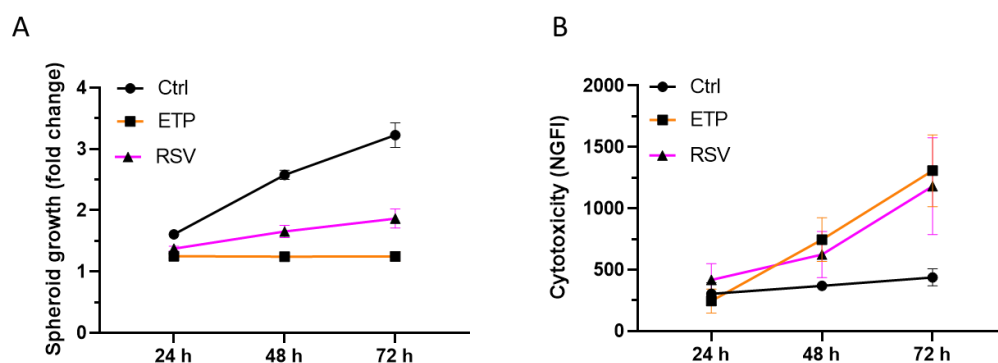 A
Spheroid growth (fold change)
4
3
2
1
0
Ctrl
ETP
RSV
24 h
48 h
72 h
B
Cytotoxicity (NGFI)
2000
1500
1000
500
0
Ctrl
ETP
RSV
24 h
48 h
72 h